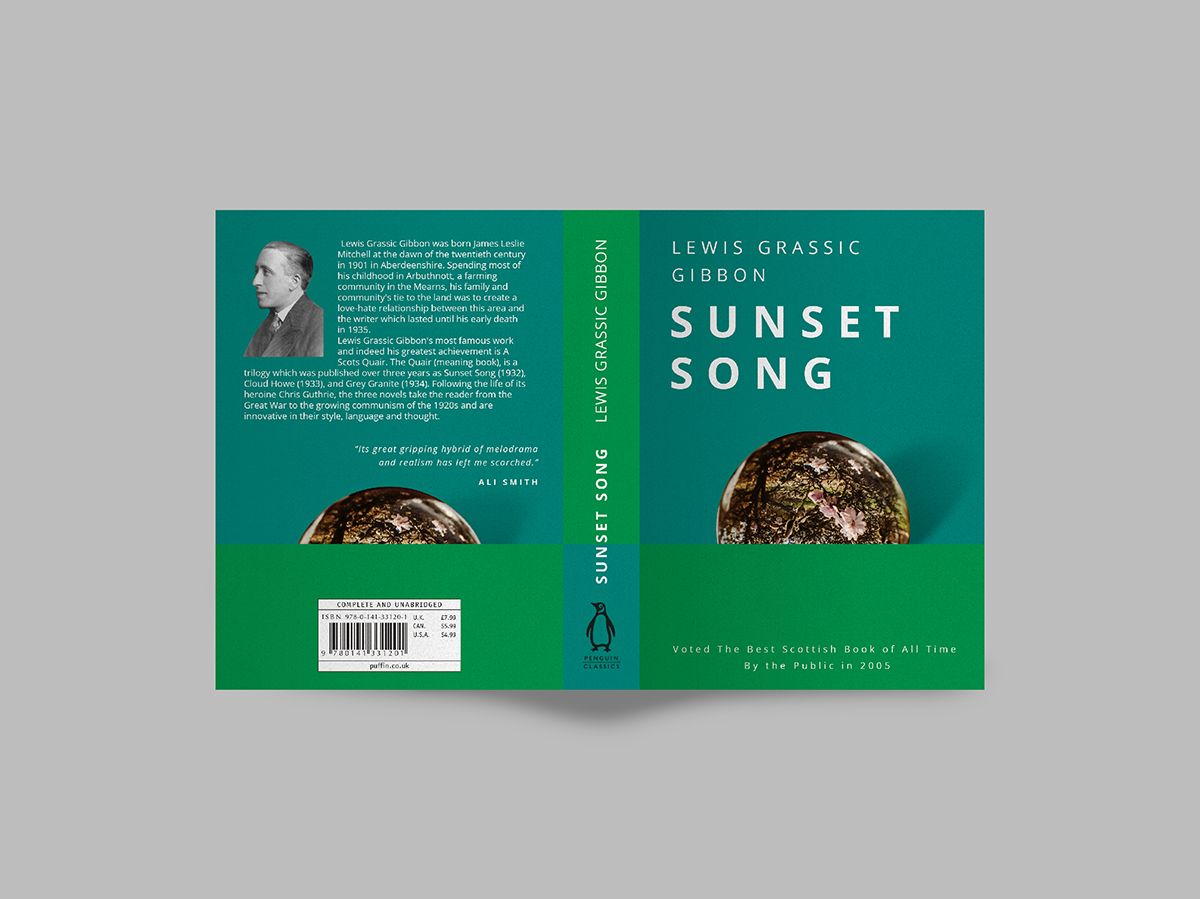 Lewis Grassic Gibbon was born James Leslie
Mitchell at the dawn of the twentieth century
in 1901 in Aberdeenshire. Spending most of
his childhood in Arbuthnott, a farming
community in the Mearns, his family and
community's tie to the land was to create a
love-hate relationship between this area and
the writer which lasted until his early death
in 1935.
Lewis Grassic Gibbon's most famous work
and indeed his greatest achievement is A
Scots Quair. The Quair (meaning book), is a
trilogy which was published over three years as Sunset Song (1932),
Cloud Howe (1933), and Grey Granite (1934). Following the life of its
heroine Chris Guthrie, the three novels take the reader from the
Great War to the growing communism of the 1920s and are
innovative in their style, language and thought.
“Its great gripping hybrid of melodrama
and realism has left me scorched.”
ALI SMITH
COMPLETE AND UNABRIDGED
ISBN 978-0-141-33120-1
U.K. £7.99
CAN. $5.99
U.S.A. $4.99
9 780141 331201
puffin.co.uk
SUNSET SONG LEWIS GRASSIC GIBBON
PENGUIN
CLASSICS
LEWIS GRASSIC
GIBBON
SUNSET
SONG
Voted The Best Scottish Book of All Time
By the Public in 2005